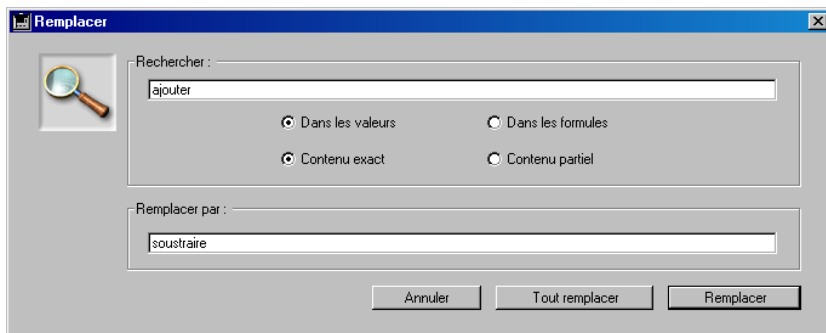 Remplacer
Rechercher :
ajouter
Dans les valeurs Dans les formules
Contenu exact Contenu partiel
Remplacer par :
soustraire
Annuler Tout remplacer Remplacer